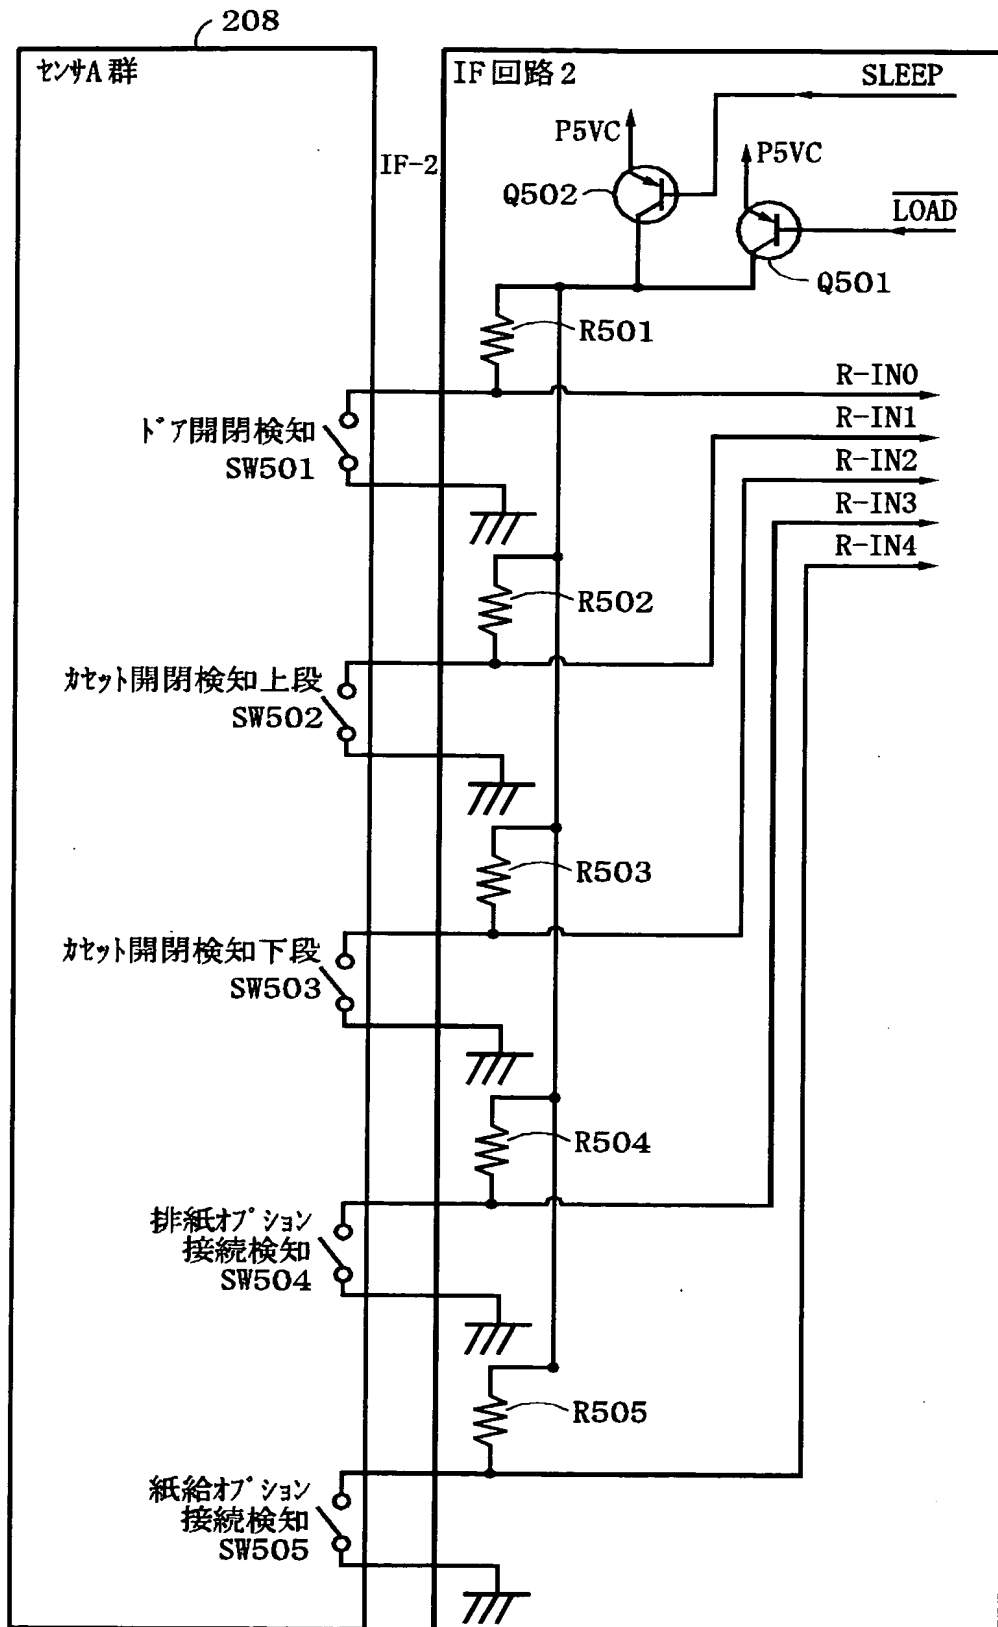 208
センサA群
IF回路2
SLEEP
P5VC
IF-2
P5VC
Q502
LOAD
Q501
R501
R-IN0
ドア開閉検知
SW501
R-IN1
R-IN2
R-IN3
R-IN4
R502
カセット開閉検知上段
SW502
R503
カセット開閉検知下段
SW503
R504
排紙オプション
接続検知
SW504
R505
紙給オプション
接続検知
SW505